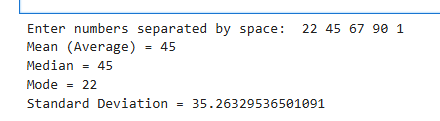 Enter numbers separated by space:  22 45 67 90 1
Mean (Average) = 45
Median = 45
Mode = 22
Standard Deviation = 35.26329536501091